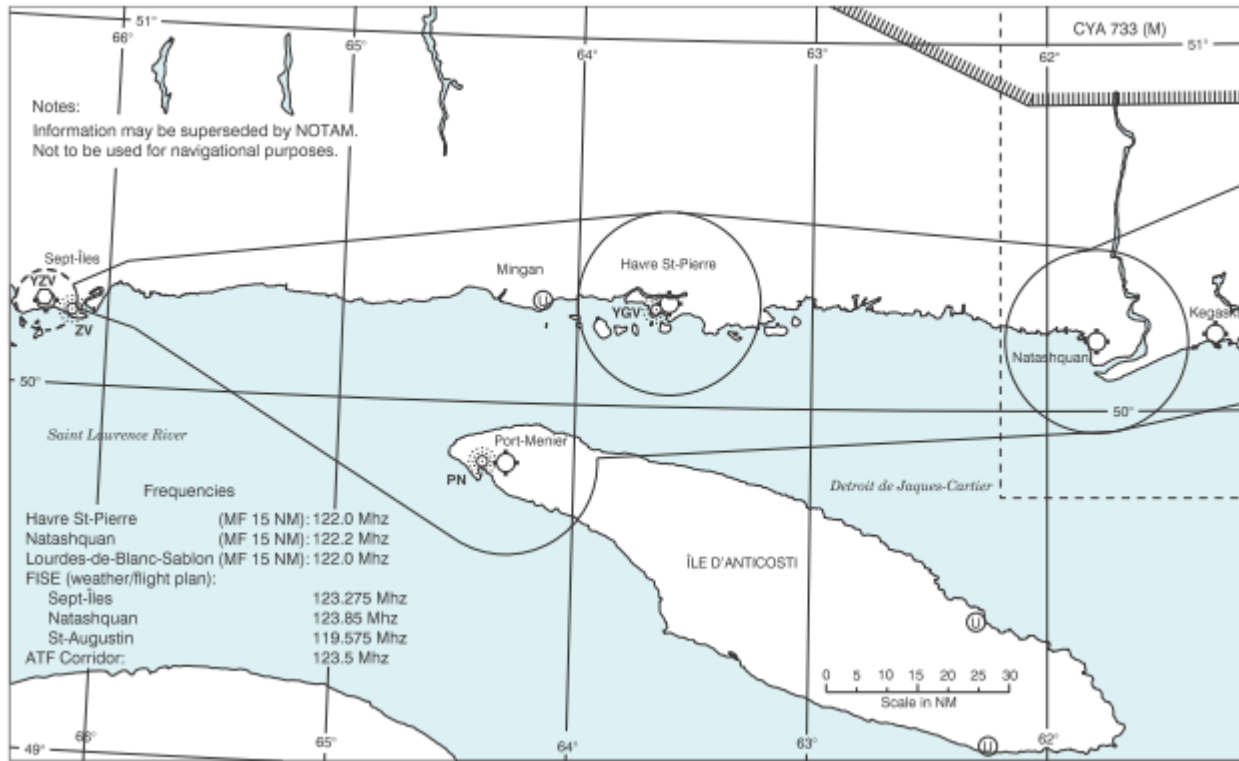 51°
66°
65°
64°
63°
62°
51°
CYA 733 (M)
Notes:
Information may be superseded by NOTAM.
Not to be used for navigational purposes.
Sept-Îles
YZV
ZV
Mingan
U
Havre St-Pierre
YGV
Natashquan
Kegaska
50°
50°
Saint Lawrence River
Port-Menier
PN
Detroit de Jaques-Cartier
ÎLE D'ANTICOSTI
U
U
Frequencies
Havre St-Pierre (MF 15 NM): 122.0 Mhz
Natashquan (MF 15 NM): 122.2 Mhz
Lourdes-de-Blanc-Sablon (MF 15 NM): 122.0 Mhz
FISE (weather/flight plan):
Sept-Îles 123.275 Mhz
Natashquan 123.85 Mhz
St-Augustin 119.575 Mhz
ATF Corridor: 123.5 Mhz
0 5 10 15 20 25 30
Scale in NM
49°
66°
65°
64°
63°
62°